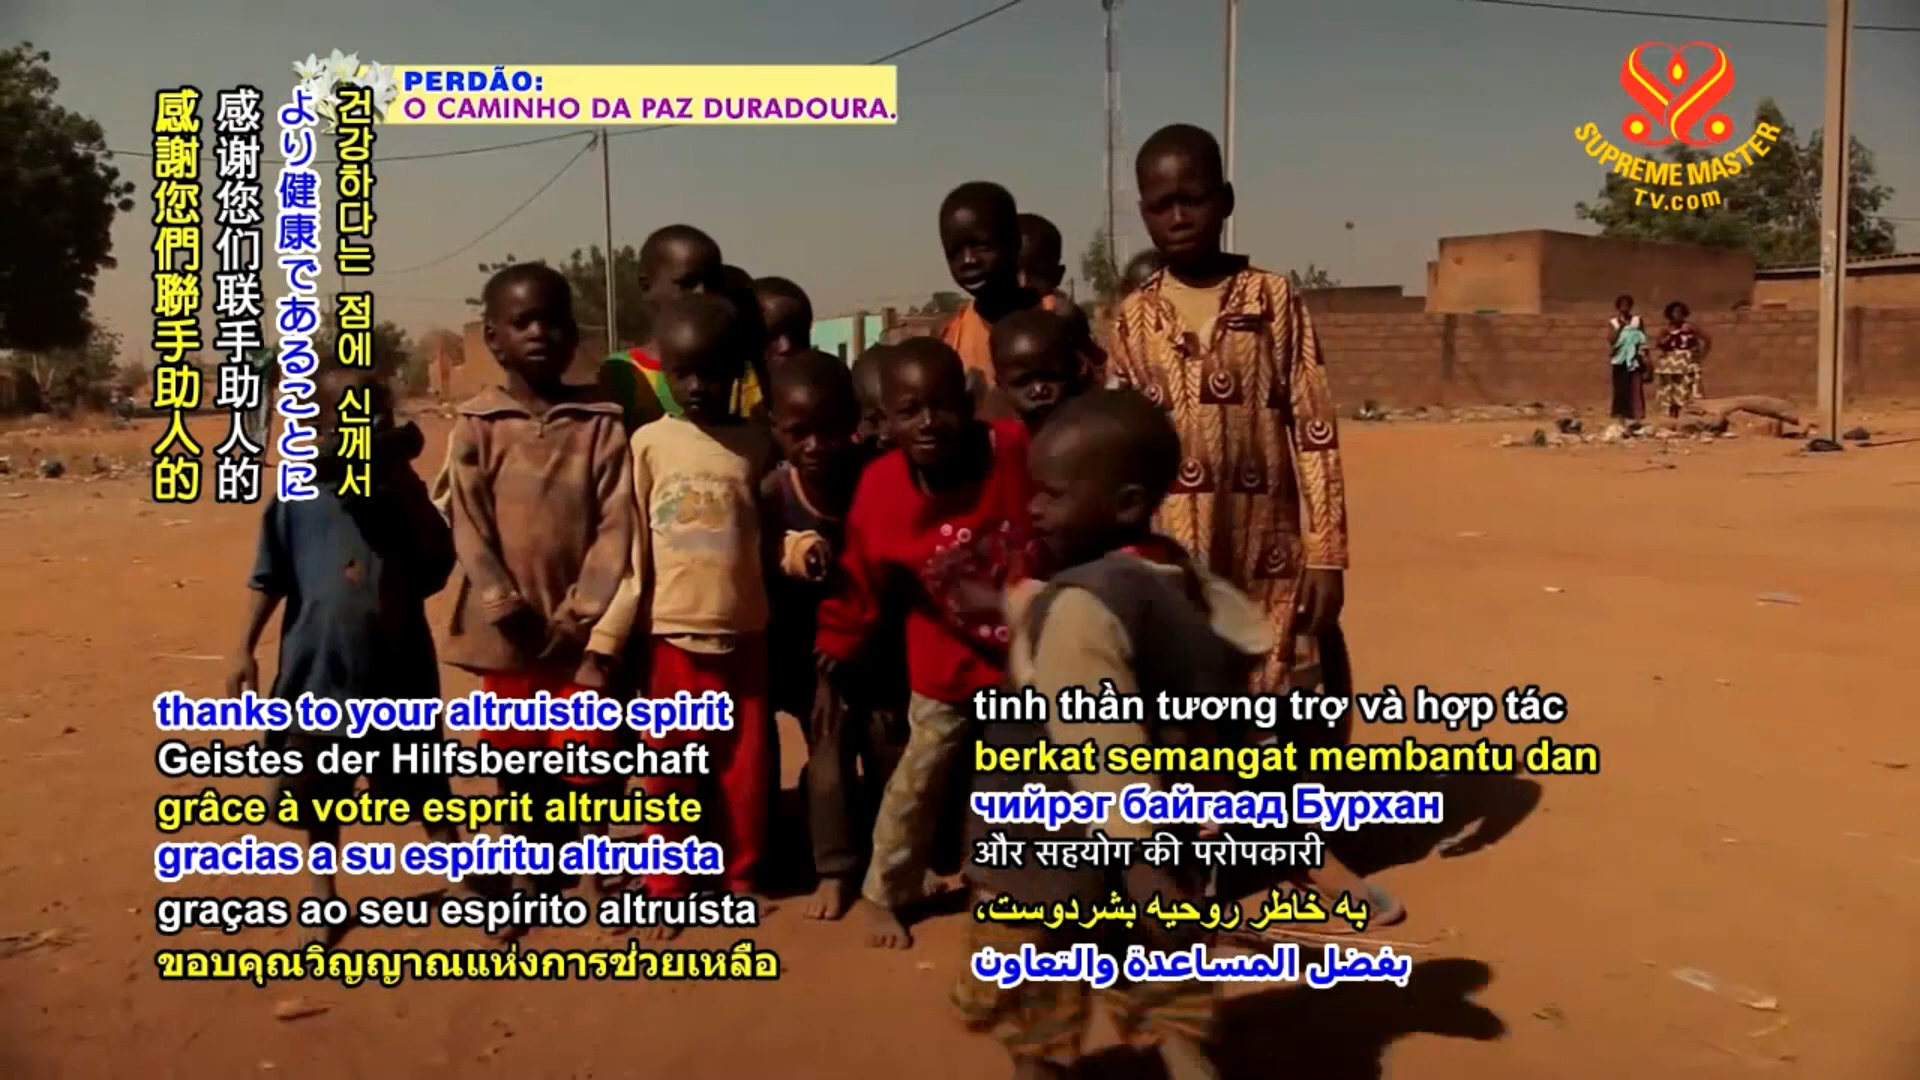 PERDÃO:
O CAMINHO DA PAZ DURADOURA.
SUPREME MASTER
TV.com
感謝您們聯手助人的
感谢您们联手助人的
より健康であることに
건강하다는 점에 신께서
thanks to your altruistic spirit
Geistes der Hilfsbereitschaft
grâce à votre esprit altruiste
gracias a su espíritu altruista
graças ao seu espírito altruísta
ขอบคุณวิญญาณแห่งการช่วยเหลือ
tinh thần tương trợ và hợp tác
berkat semangat membantu dan
чийрэг байгаад Бурхан
और सहयोग की परोपकारी
به خاطر روحیه بشردوست،
بفضل المساعدة والتعاون